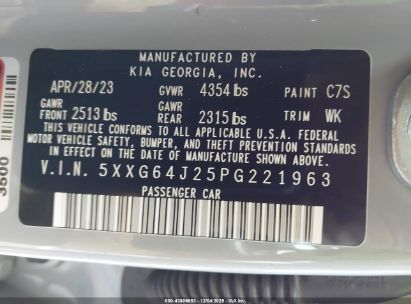 MANUFACTURED BY
KIA GEORGIA, INC.
APR/28/23 GVWR 4354 lbs PAINT C7S
GAWR GAWR
FRONT 2513 lbs REAR 2315 lbs TRIM WK
THIS VEHICLE CONFORMS TO ALL APPLICABLE U.S.A. FEDERAL
MOTOR VEHICLE SAFETY, BUMPER, AND THEFT PREVENTION STANDARDS
IN EFFECT ON THE DATE OF MANUFACTURE SHOWN ABOVE.
V.I.N. 5XXG64J25PG221963
PASSENGER CAR
3500